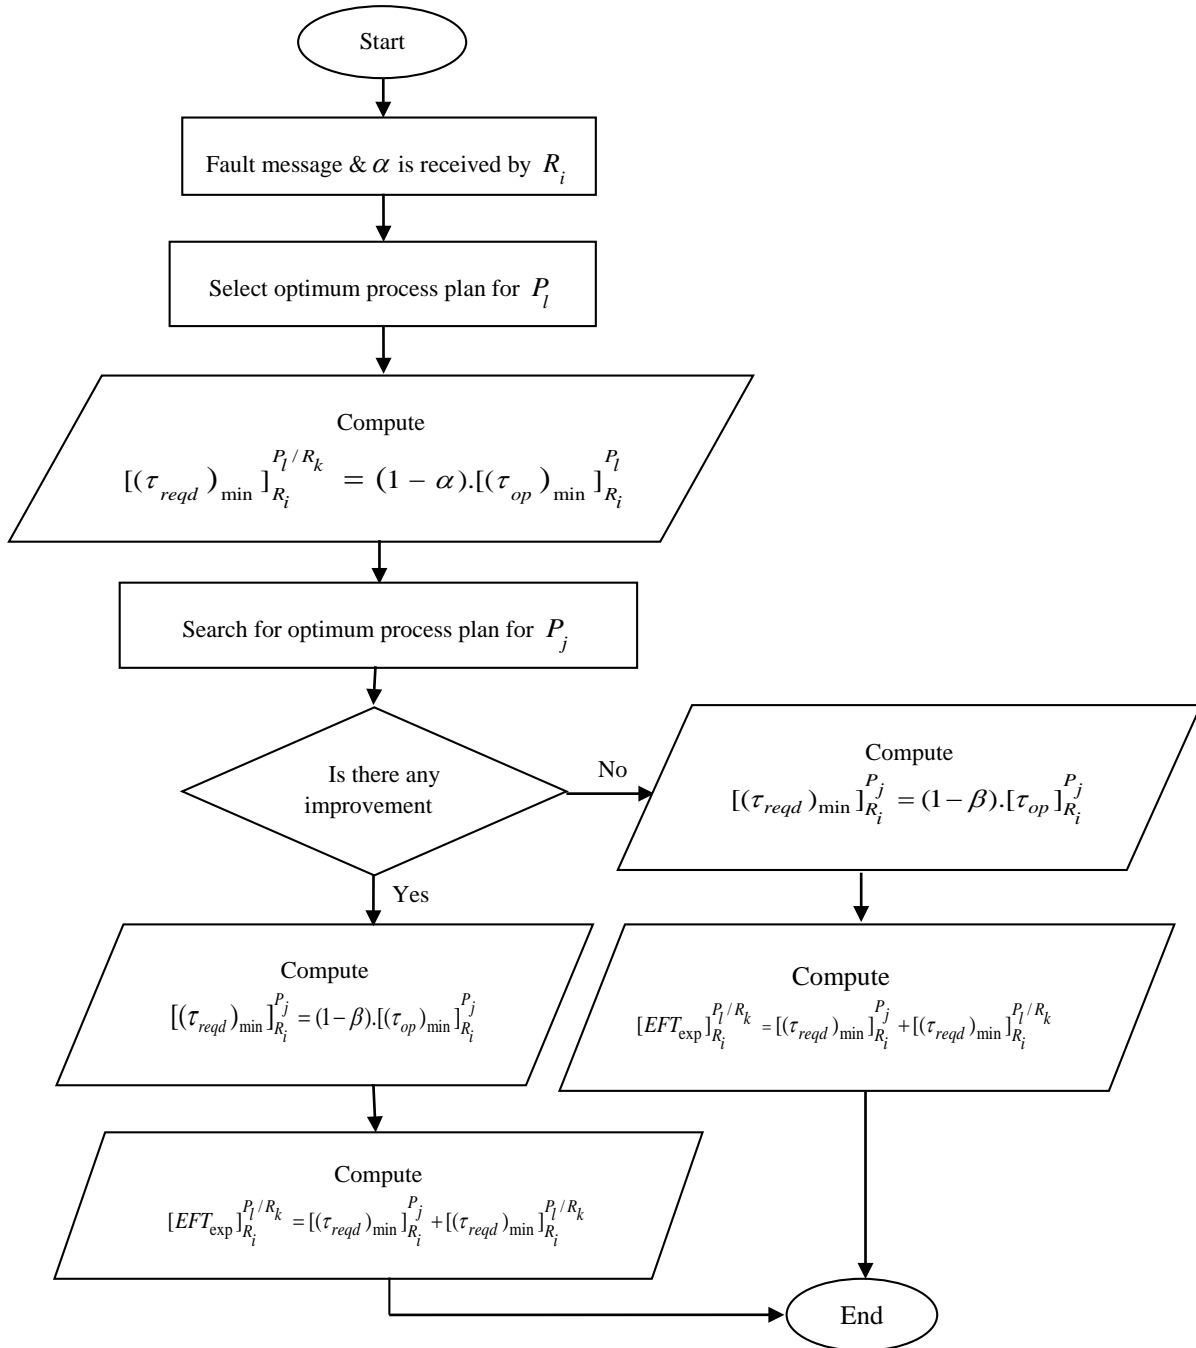 Start
Fault message & α is received by R_i
Select optimum process plan for P_l
Compute
[(τ_reqd)_min]_{R_i}^{P_l/R_k} = (1 − α).[(τ_op)_min]_{R_i}^{P_l}
Search for optimum process plan for P_j
Is there any
improvement
No
Compute
[(τ_reqd)_min]_{R_i}^{P_j} = (1 − β).[τ_op]_{R_i}^{P_j}
Yes
Compute
[(τ_reqd)_min]_{R_i}^{P_j} = (1 − β).[(τ_op)_min]_{R_i}^{P_j}
Compute
[EFT_exp]_{R_i}^{P_l/R_k} = [(τ_reqd)_min]_{R_i}^{P_j} + [(τ_reqd)_min]_{R_i}^{P_l/R_k}
Compute
[EFT_exp]_{R_i}^{P_l/R_k} = [(τ_reqd)_min]_{R_i}^{P_j} + [(τ_reqd)_min]_{R_i}^{P_l/R_k}
End